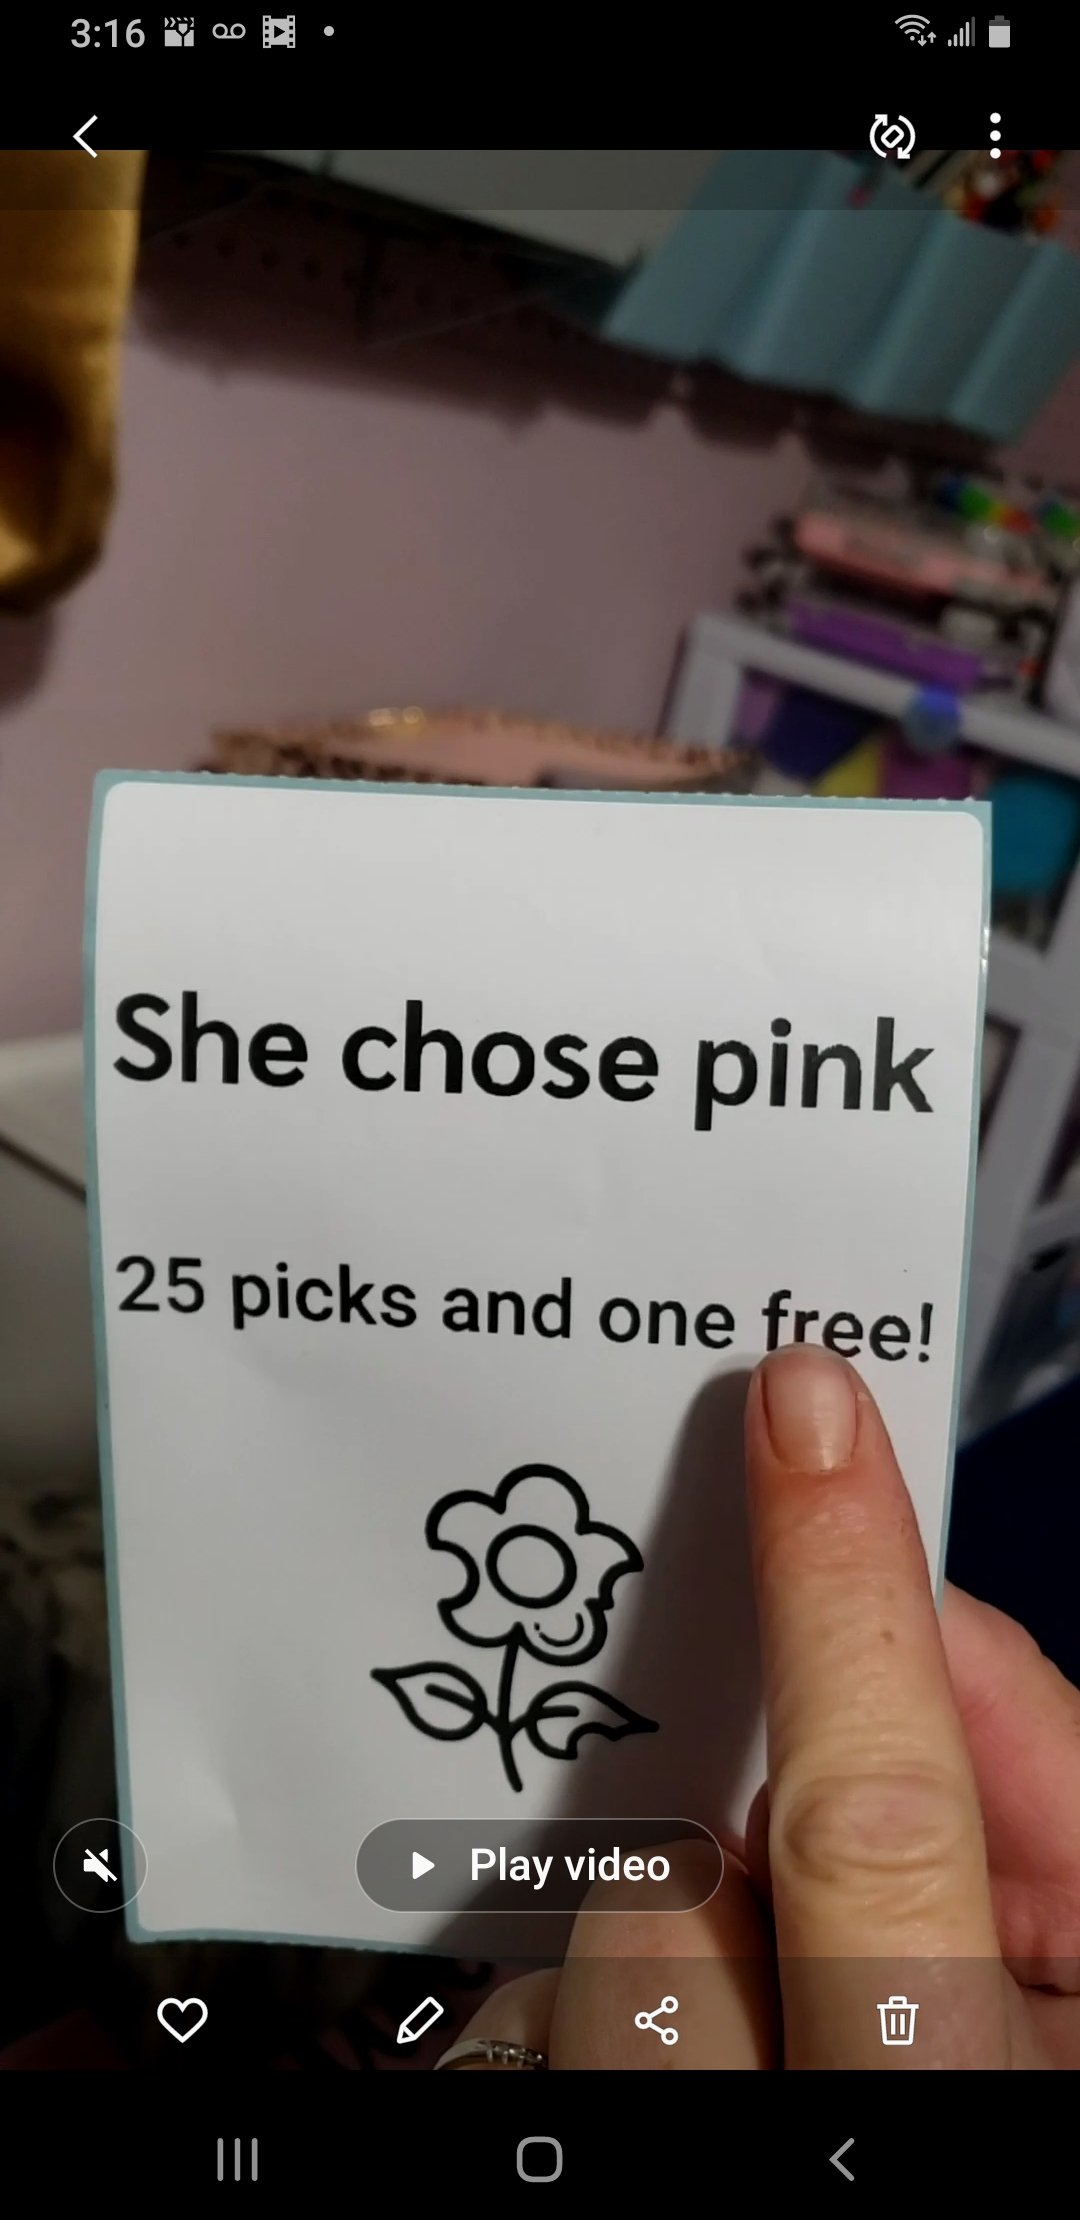 3:16
She chose pink
25 picks and one free!
Play video